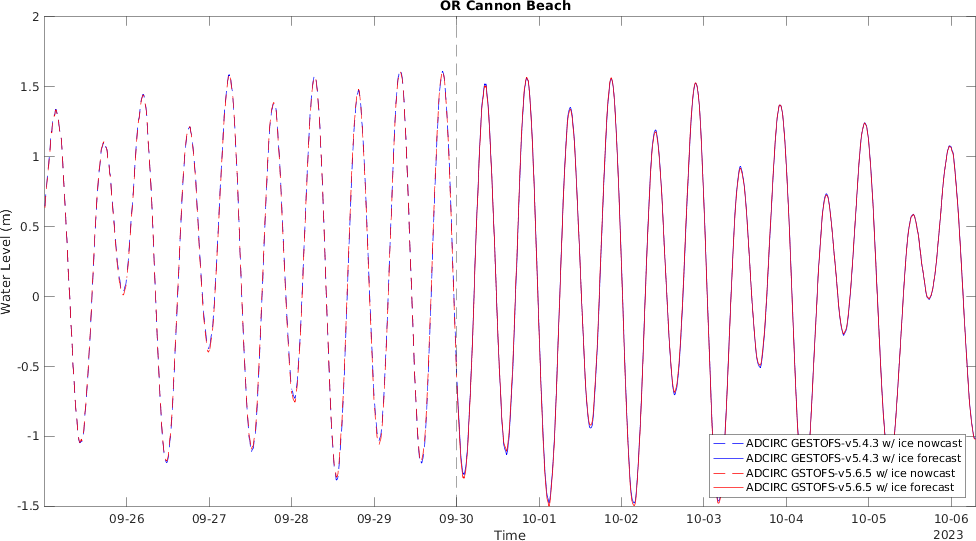 OR Cannon Beach
2
1.5
1
0.5
0
-0.5
-1
-1.5
Water Level (m)
09-26 09-27 09-28 09-29 09-30 10-01 10-02 10-03 10-04 10-05 10-06
2023
Time
ADCIRC GESTOFS-v5.4.3 w/ ice nowcast
ADCIRC GESTOFS-v5.4.3 w/ ice forecast
ADCIRC GSTOFS-v5.6.5 w/ ice nowcast
ADCIRC GSTOFS-v5.6.5 w/ ice forecast